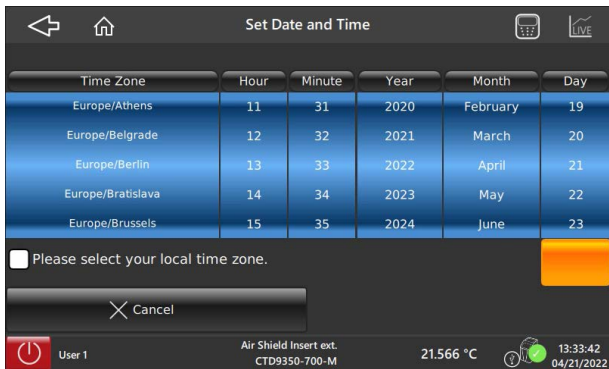 Set Date and Time
LIVE
Time Zone Hour Minute Year Month Day
Europe/Athens 11 31 2020 February 19
Europe/Belgrade 12 32 2021 March 20
Europe/Berlin 13 33 2022 April 21
Europe/Bratislava 14 34 2023 May 22
Europe/Brussels 15 35 2024 June 23
Please select your local time zone.
Cancel
User 1
Air Shield Insert ext.
CTD9350-700-M
21.566 °C
13:33:42
04/21/2022